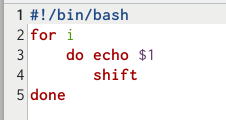 1 #!/bin/bash
2 for i
3     do echo $1
4        shift
5 done